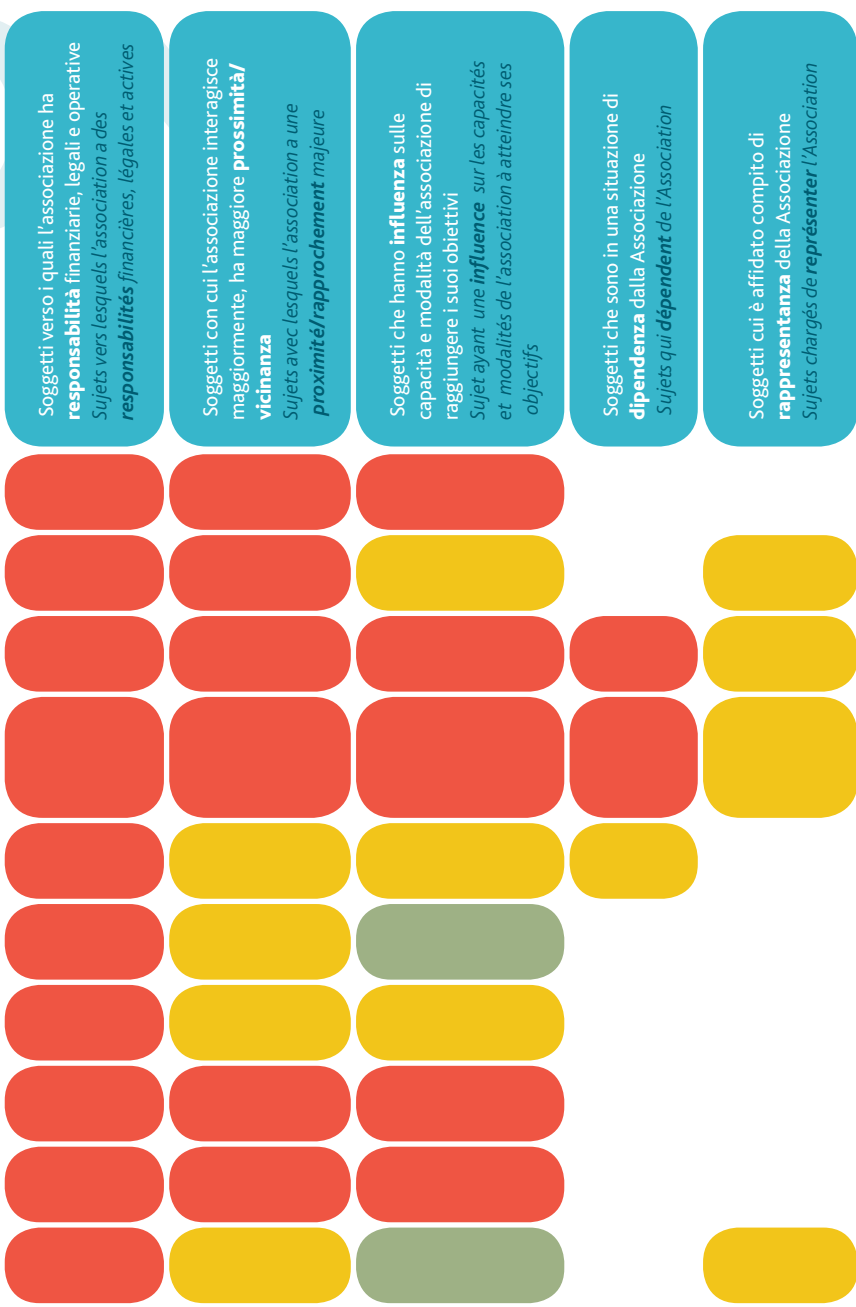 Soggetti verso i quali l'associazione ha
responsabilità finanziarie, legali e operative
Sujets vers lesquels l'association a des
responsabilités financières, légales et actives
Soggetti con cui l'associazione interagisce
maggiormente, ha maggiore prossimità/
vicinanza
Sujets avec lesquels l'association a une
proximité/rapprochement majeure
Soggetti che hanno influenza sulle
capacità e modalità dell'associazione di
raggiungere i suoi obiettivi
Sujet ayant une influence sur les capacités
et modalités de l'association à atteindre ses
objectifs
Soggetti che sono in una situazione di
dipendenza dalla Associazione
Sujets qui dépendent de l'Association
Soggetti cui è affidato compito di
rappresentanza della Associazione
Sujets chargés de représenter l'Association